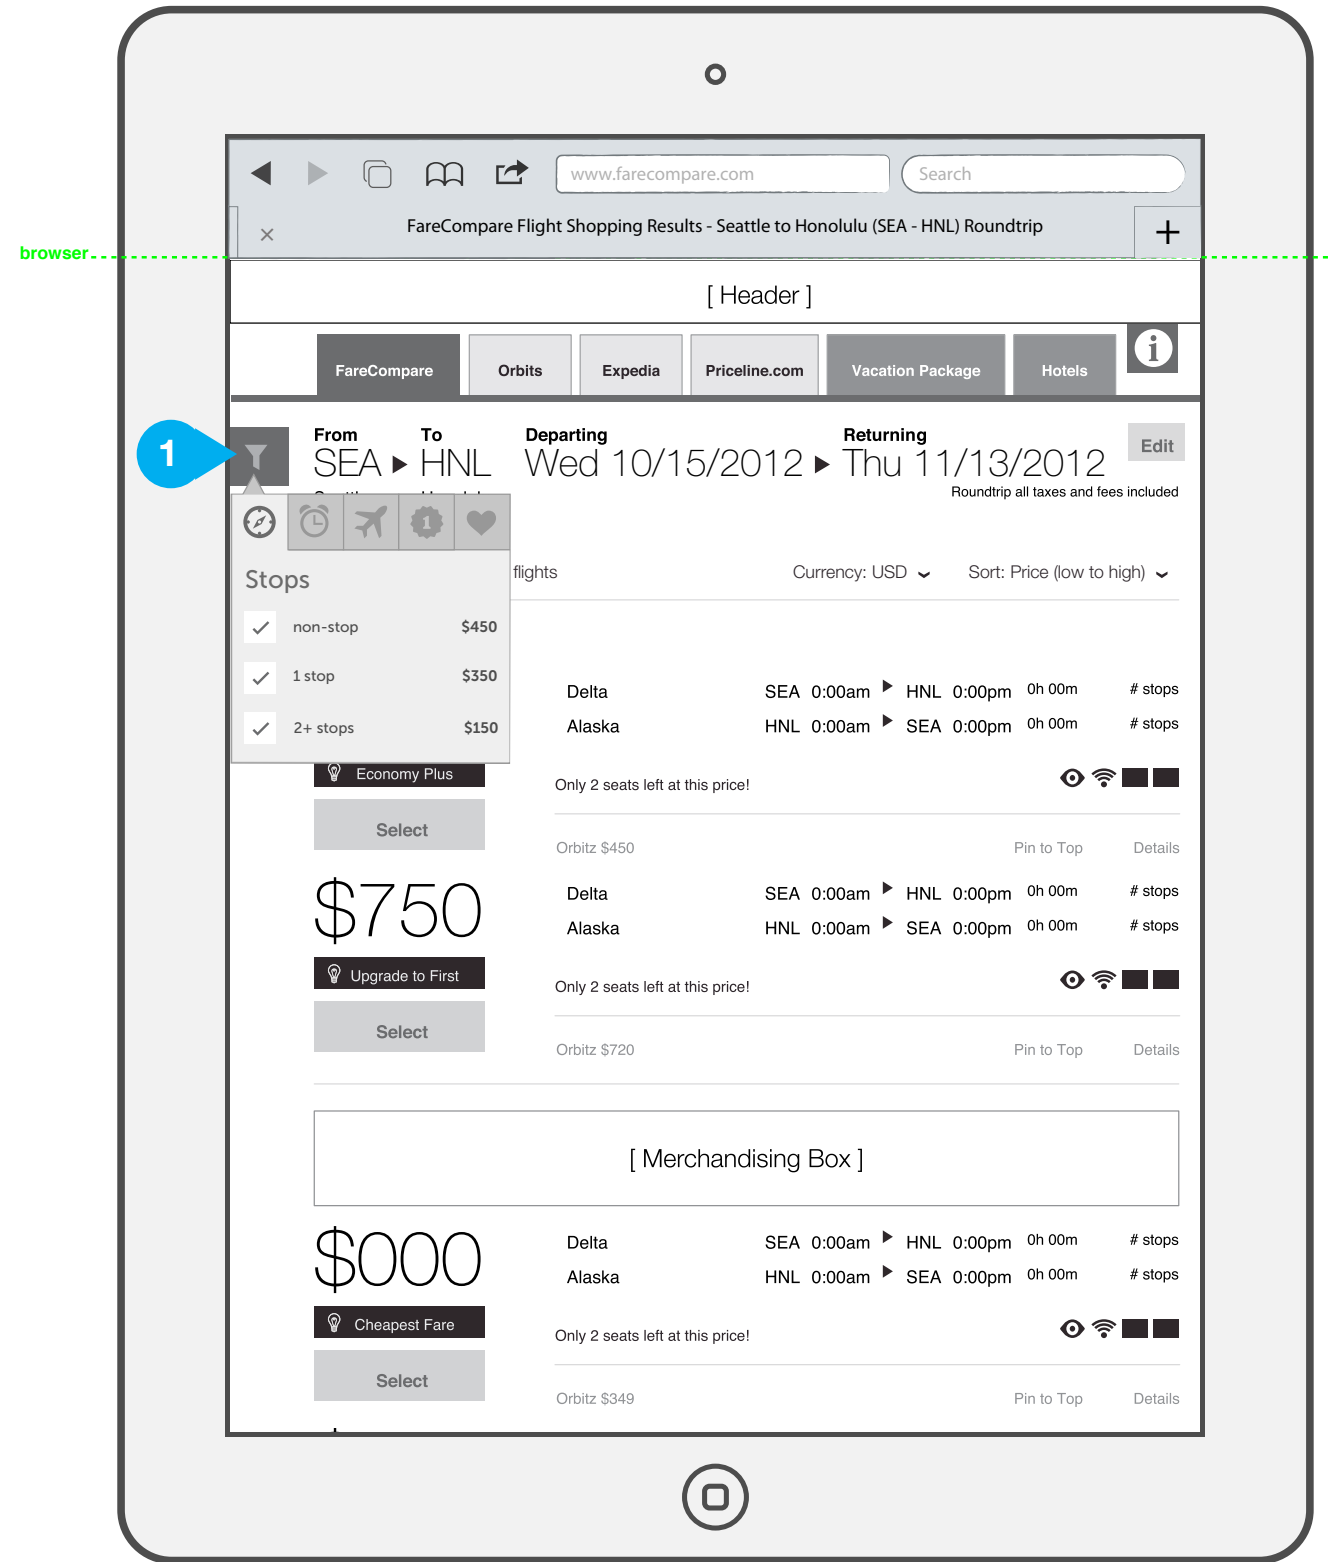 www.farecompare.com
Search
× FareCompare Flight Shopping Results - Seattle to Honolulu (SEA - HNL) Roundtrip +
browser
[ Header ]
FareCompare Orbits Expedia Priceline.com Vacation Package Hotels i
1
From To Departing Returning
SEA HNL Wed 10/15/2012 Thu 11/13/2012 Edit
Roundtrip all taxes and fees included
1
Stops
flights Currency: USD Sort: Price (low to high)
non-stop $450
1 stop $350
2+ stops $150
Delta SEA 0:00am HNL 0:00pm 0h 00m # stops
Alaska HNL 0:00am SEA 0:00pm 0h 00m # stops
Economy Plus
Only 2 seats left at this price!
Select
Orbitz $450 Pin to Top Details
$750
Delta SEA 0:00am HNL 0:00pm 0h 00m # stops
Alaska HNL 0:00am SEA 0:00pm 0h 00m # stops
Upgrade to First
Only 2 seats left at this price!
Select
Orbitz $720 Pin to Top Details
[ Merchandising Box ]
$000
Delta SEA 0:00am HNL 0:00pm 0h 00m # stops
Alaska HNL 0:00am SEA 0:00pm 0h 00m # stops
Cheapest Fare
Only 2 seats left at this price!
Select
Orbitz $349 Pin to Top Details